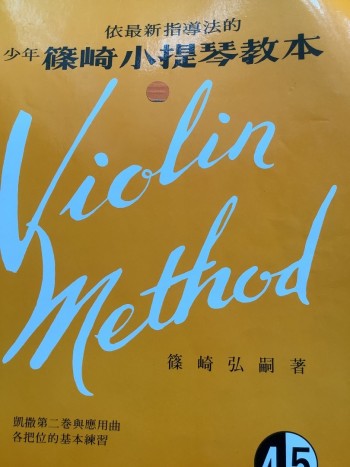 依最新指導法的
少年 篠崎小提琴教本
三
Violin
Method
篠崎弘嗣著
凱撒第二卷與應用曲
各把位的基本練習
45